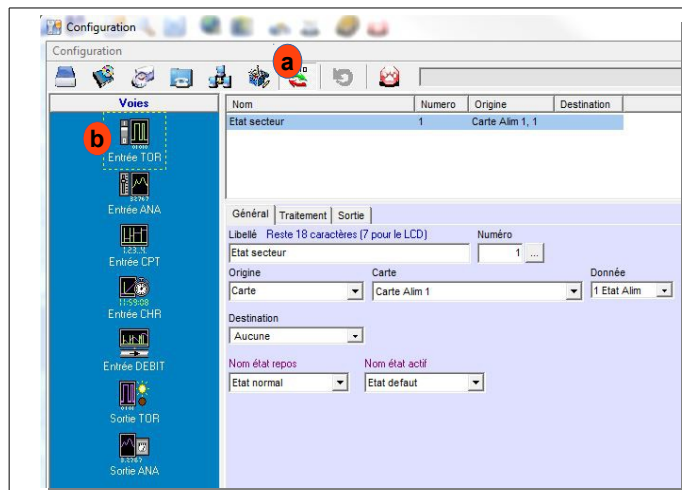 Configuration
Configuration
a
Voies
Nom Numero Origine Destination
Etat secteur 1 Carte Alim 1, 1
b
Entrée TOR
Entrée ANA
Entrée CPT
Entrée CHR
Entrée DEBIT
Sortie TOR
Sortie ANA
Général Traitement Sortie
Libellé Reste 18 caractères (7 pour le LCD) Numéro
Etat secteur 1 ...
Origine Carte Donnée
Carte Carte Alim 1 1 Etat Alim
Destination
Aucune
Nom état repos Nom état actif
Etat normal Etat defaut